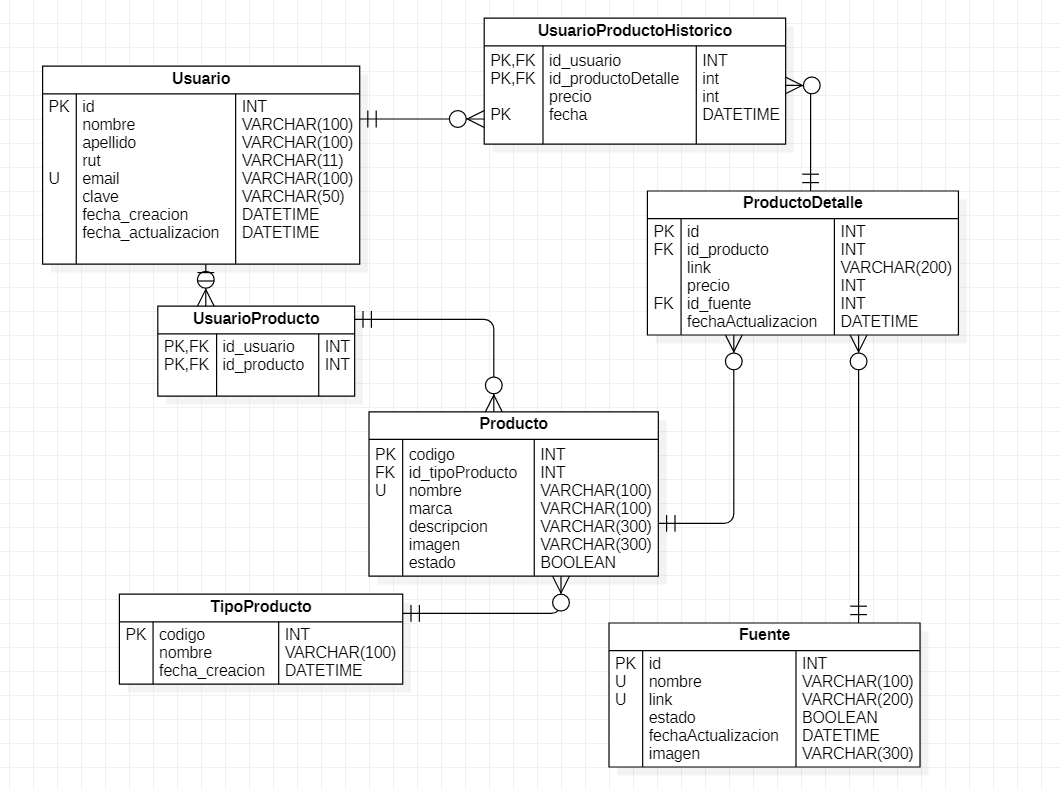 UsuarioProductoHistorico
PK,FK id_usuario INT
PK,FK id_productoDetalle int
precio int
PK fecha DATETIME
Usuario
PK id INT
nombre VARCHAR(100)
apellido VARCHAR(100)
rut VARCHAR(11)
U email VARCHAR(100)
clave VARCHAR(50)
fecha_creacion DATETIME
fecha_actualizacion DATETIME
ProductoDetalle
PK id INT
FK id_producto INT
link VARCHAR(200)
precio INT
FK id_fuente INT
fechaActualizacion DATETIME
UsuarioProducto
PK,FK id_usuario INT
PK,FK id_producto INT
Producto
PK codigo INT
FK id_tipoProducto INT
U nombre VARCHAR(100)
marca VARCHAR(100)
descripcion VARCHAR(300)
imagen VARCHAR(300)
estado BOOLEAN
TipoProducto
PK codigo INT
nombre VARCHAR(100)
fecha_creacion DATETIME
Fuente
PK id INT
U nombre VARCHAR(100)
U link VARCHAR(200)
estado BOOLEAN
fechaActualizacion DATETIME
imagen VARCHAR(300)